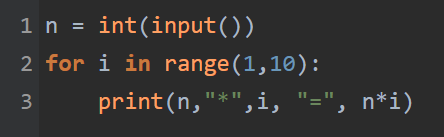 1 n = int(input())
2 for i in range(1,10):
3     print(n,"*",i, "=", n*i)